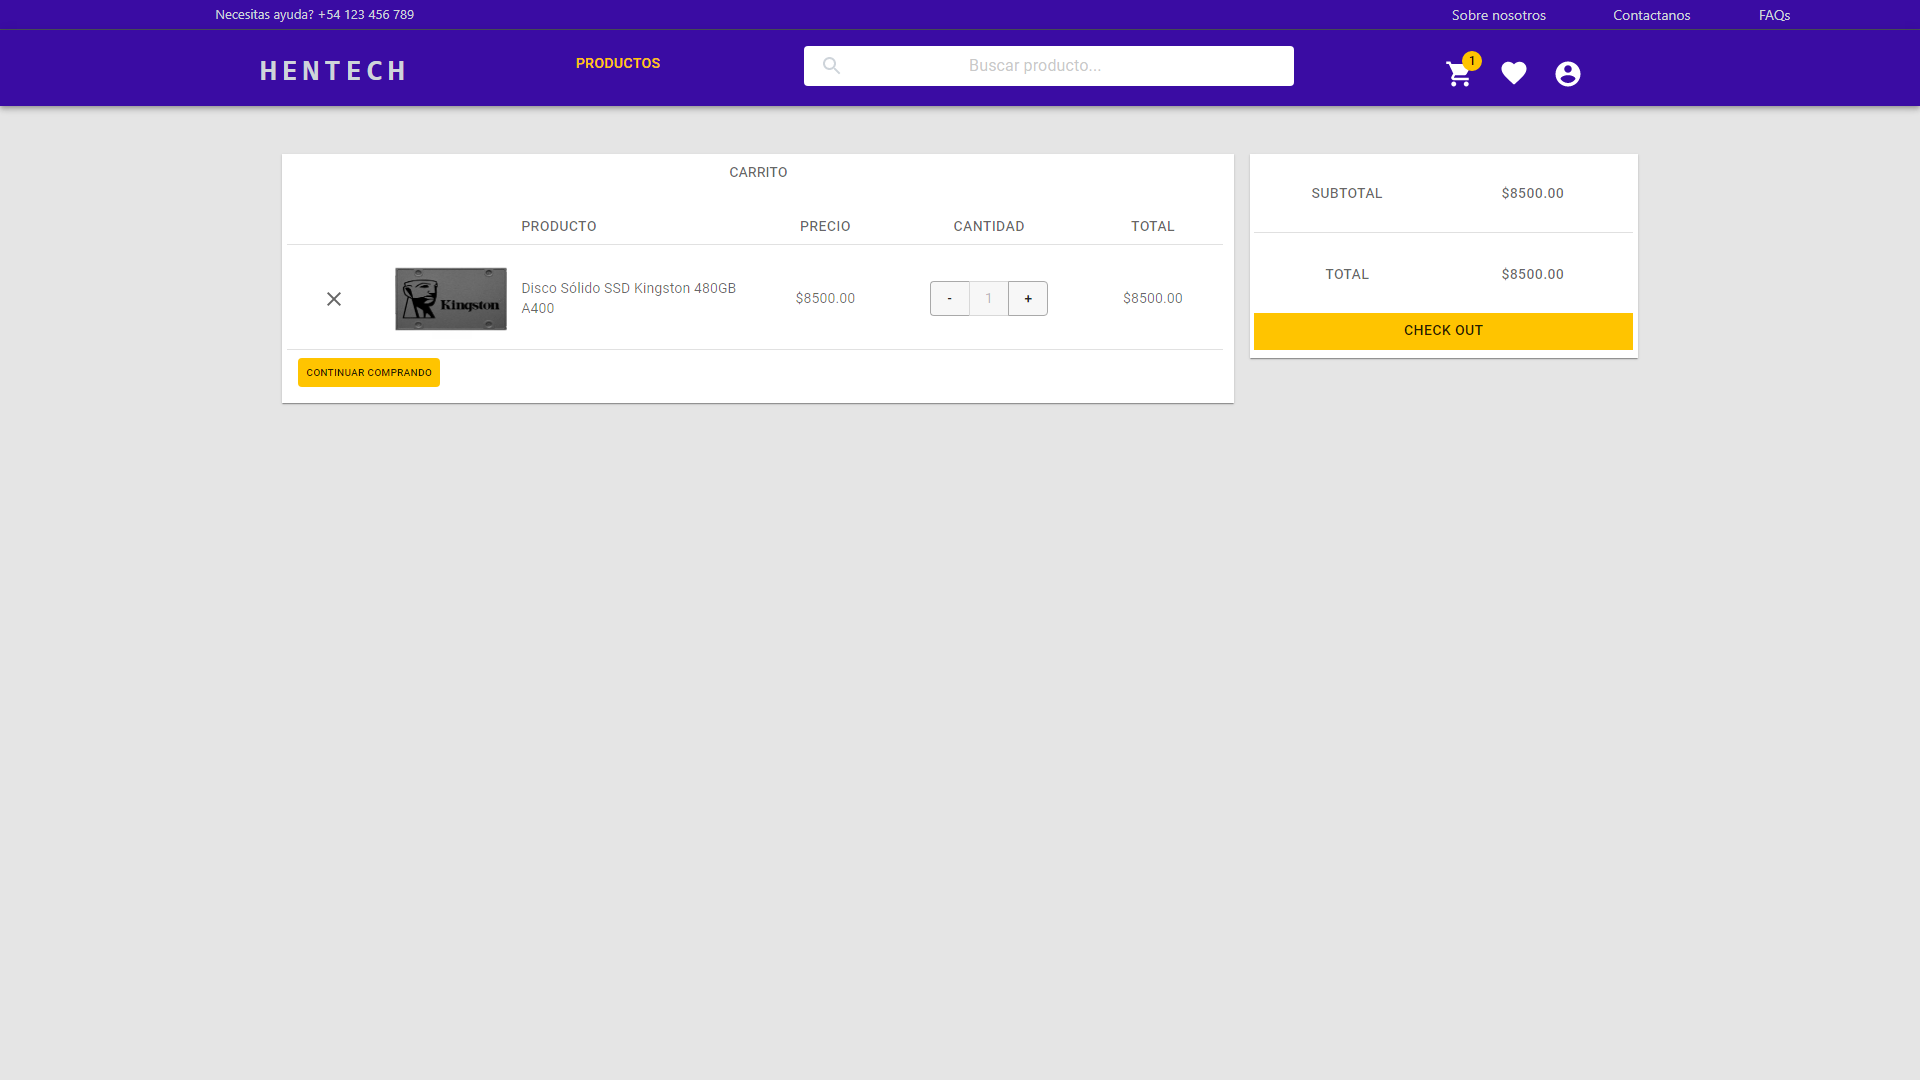 Necesitas ayuda? +54 123 456 789
Sobre nosotros
Contactanos
FAQs
HENTECH
PRODUCTOS
Buscar producto...
1
CARRITO
PRODUCTO PRECIO CANTIDAD TOTAL
Kingston
Disco Sólido SSD Kingston 480GB
A400
$8500.00
- 1 +
$8500.00
CONTINUAR COMPRANDO
SUBTOTAL $8500.00
TOTAL $8500.00
CHECK OUT